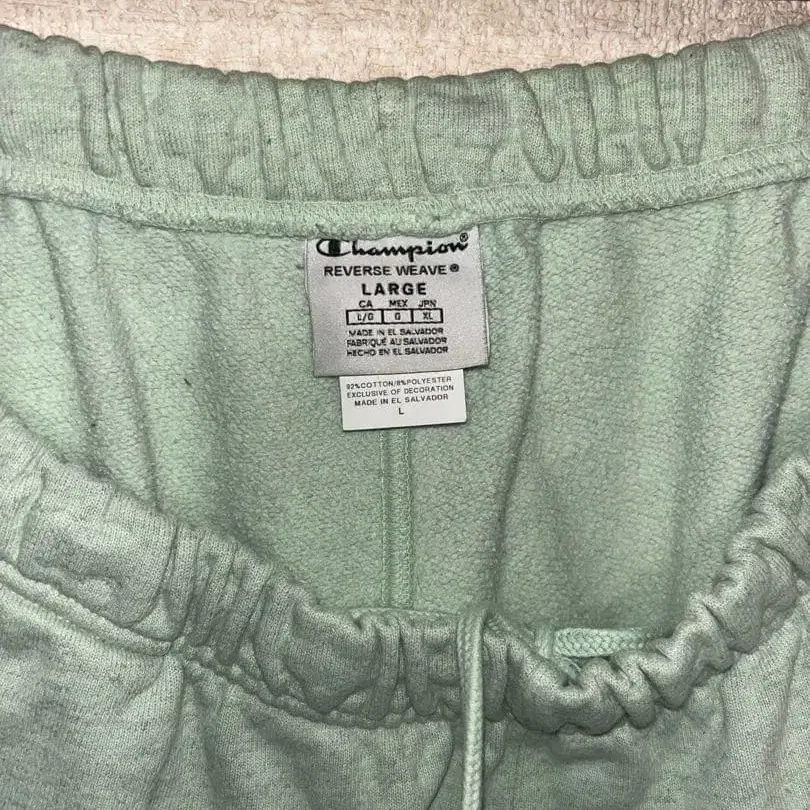 Champion®
REVERSE WEAVE®
LARGE
CA MEX JPN
L/G G XL
MADE IN EL SALVADOR
FABRIQUÉ AU SALVADOR
HECHO EN EL SALVADOR
92%COTTON/8%POLYESTER
EXCLUSIVE OF DECORATION
MADE IN EL SALVADOR
L